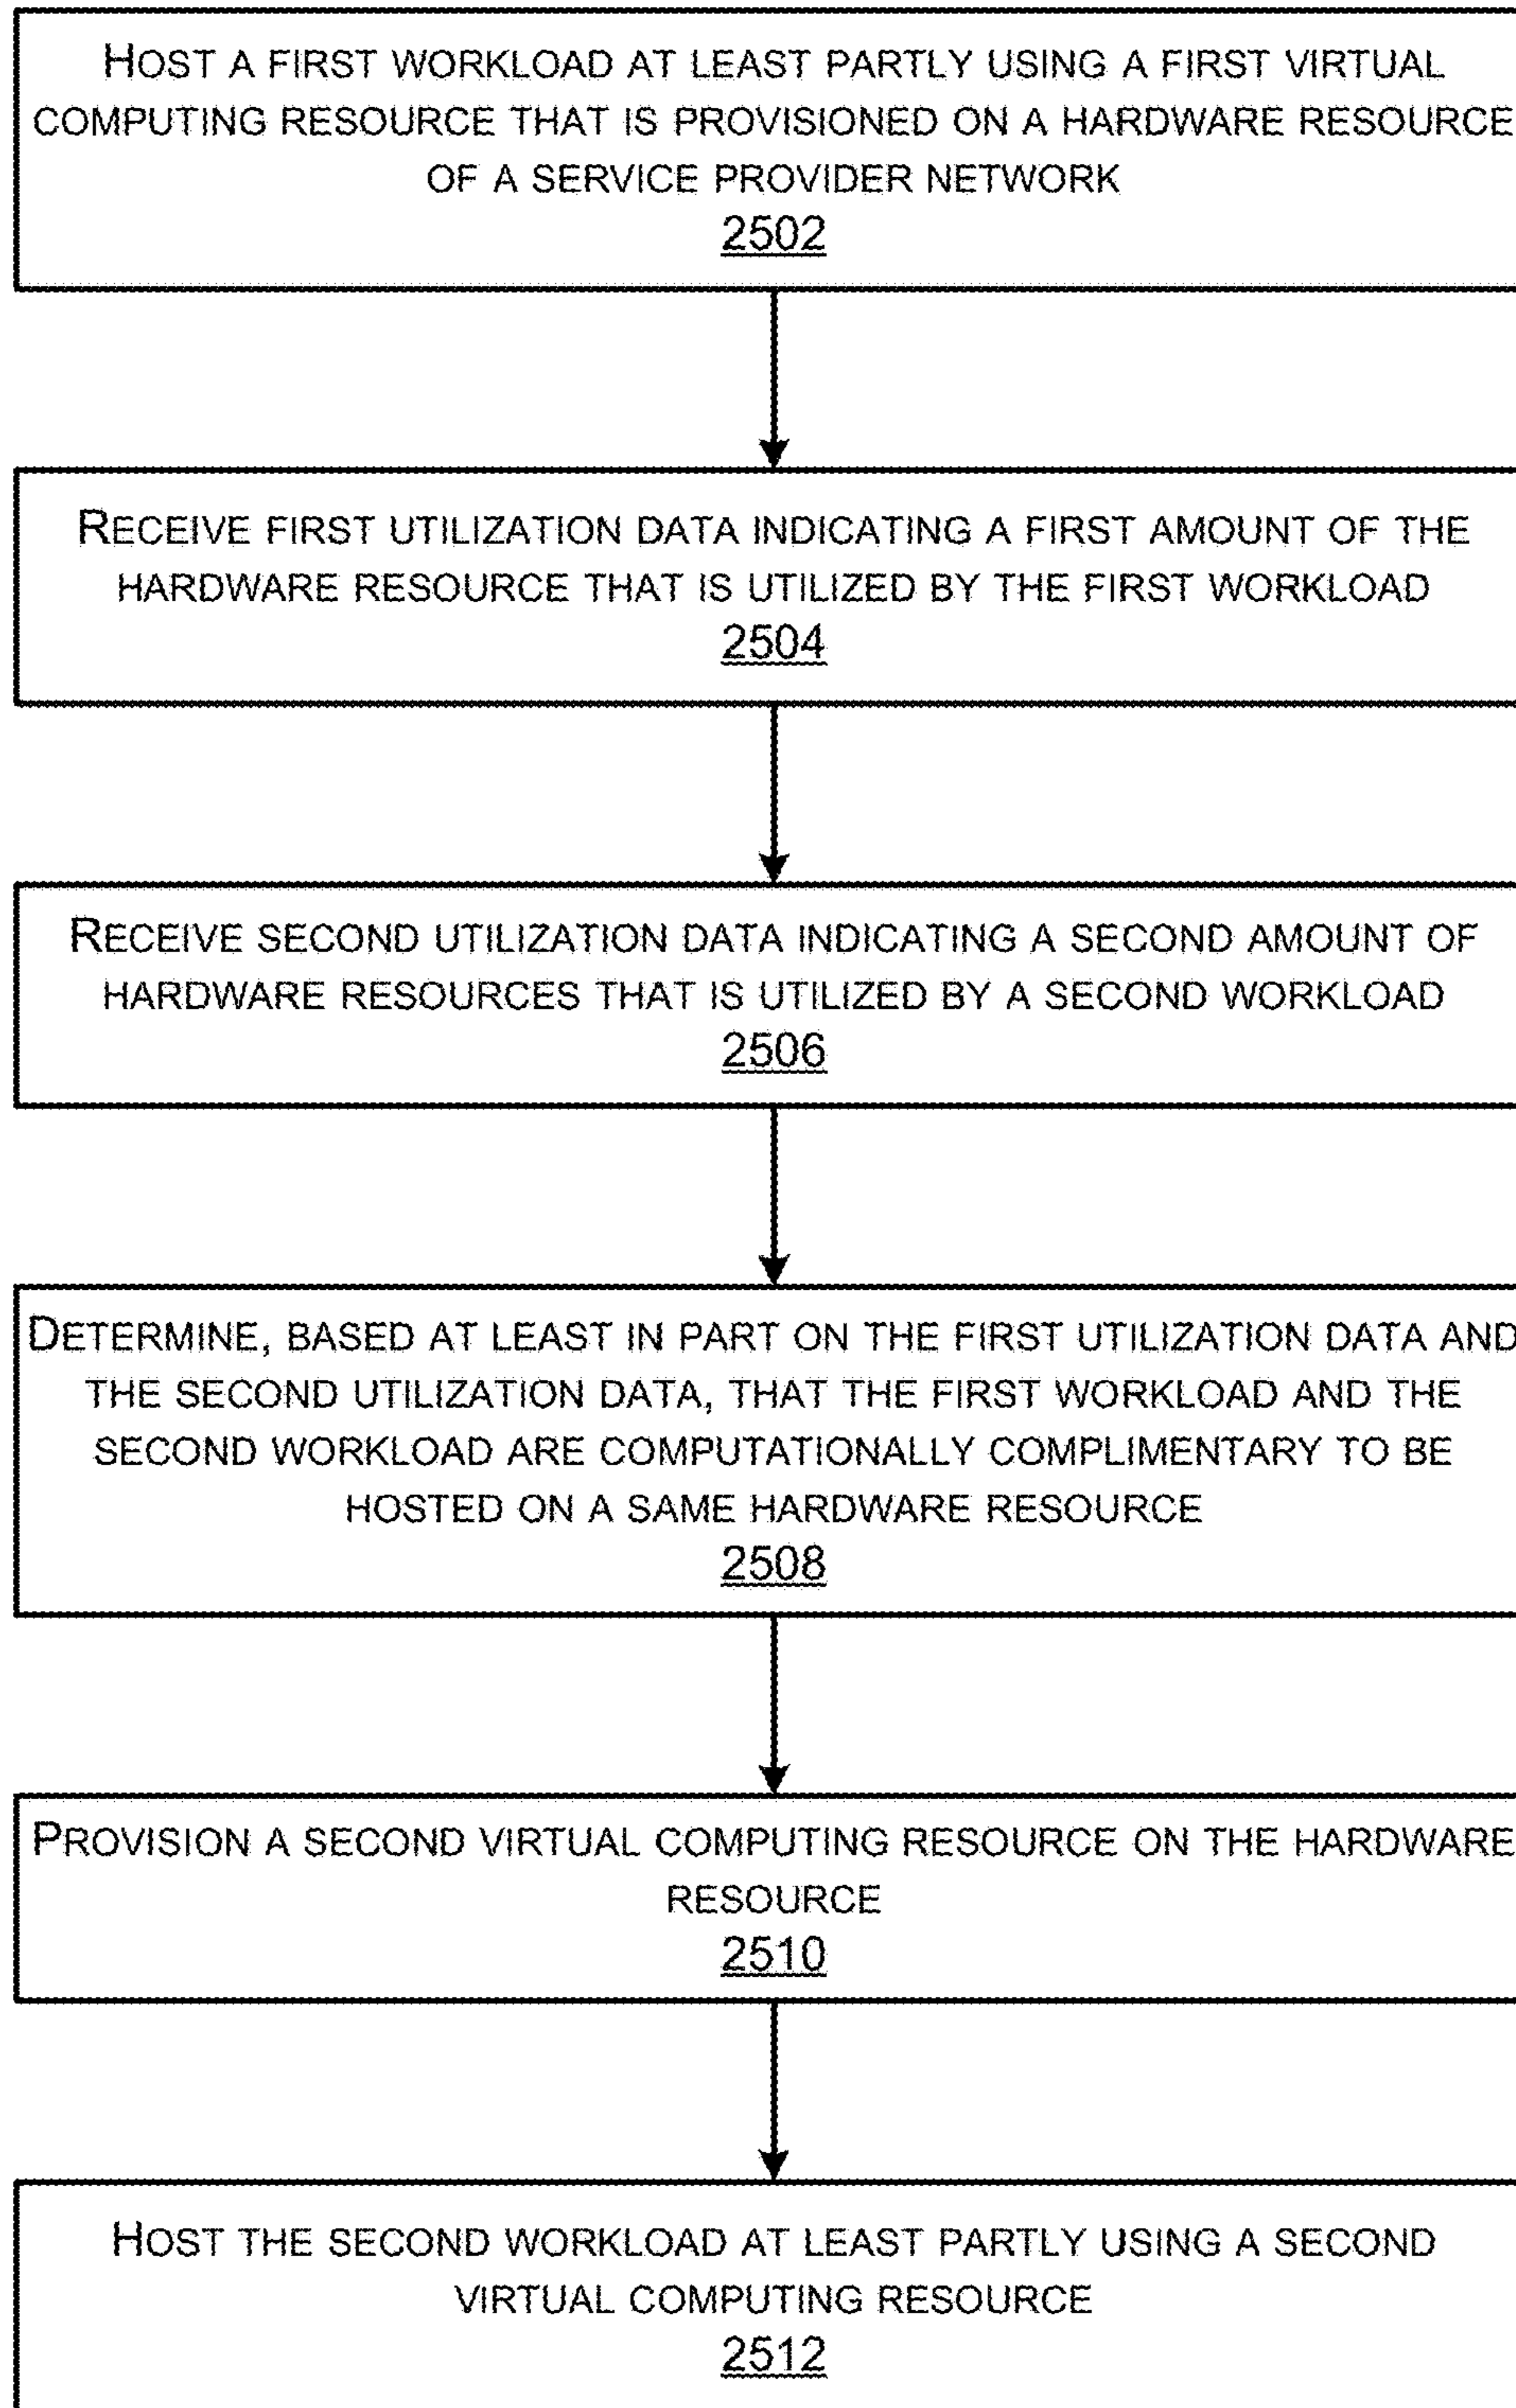 HOST A FIRST WORKLOAD AT LEAST PARTLY USING A FIRST VIRTUAL
COMPUTING RESOURCE THAT IS PROVISIONED ON A HARDWARE RESOURCE
OF A SERVICE PROVIDER NETWORK
2502
RECEIVE FIRST UTILIZATION DATA INDICATING A FIRST AMOUNT OF THE
HARDWARE RESOURCE THAT IS UTILIZED BY THE FIRST WORKLOAD
2504
RECEIVE SECOND UTILIZATION DATA INDICATING A SECOND AMOUNT OF
HARDWARE RESOURCES THAT IS UTILIZED BY A SECOND WORKLOAD
2506
DETERMINE, BASED AT LEAST IN PART ON THE FIRST UTILIZATION DATA AND
THE SECOND UTILIZATION DATA, THAT THE FIRST WORKLOAD AND THE
SECOND WORKLOAD ARE COMPUTATIONALLY COMPLIMENTARY TO BE
HOSTED ON A SAME HARDWARE RESOURCE
2508
PROVISION A SECOND VIRTUAL COMPUTING RESOURCE ON THE HARDWARE
RESOURCE
2510
HOST THE SECOND WORKLOAD AT LEAST PARTLY USING A SECOND
VIRTUAL COMPUTING RESOURCE
2512